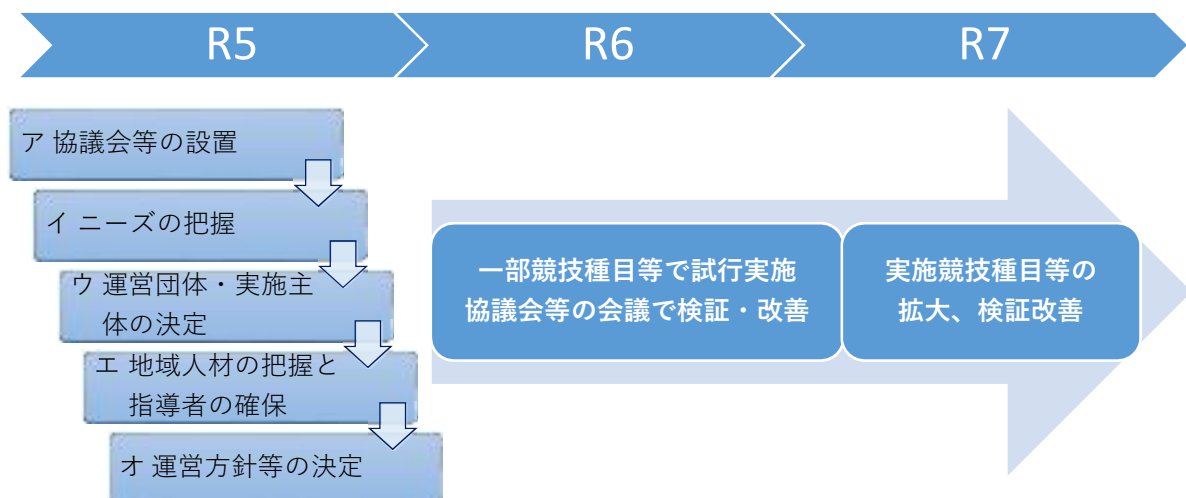 R5
R6
R7
ア 協議会等の設置
イ ニーズの把握
ウ 運営団体・実施主
体の決定
エ 地域人材の把握と
指導者の確保
オ 運営方針等の決定
一部競技種目等で試行実施
協議会等の会議で検証・改善
実施競技種目等の
拡大、検証改善